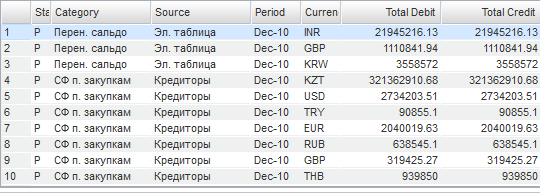 Sta Category Source Period Curren Total Debit Total Credit
1 P Перен. сальдо Эл. таблица Dec-10 INR 21945216.13 21945216.13
2 P Перен. сальдо Эл. таблица Dec-10 GBP 1110841.94 1110841.94
3 P Перен. сальдо Эл. таблица Dec-10 KRW 3558572 3558572
4 P СФ п. закупкам Кредиторы Dec-10 KZT 321362910.68 321362910.68
5 P СФ п. закупкам Кредиторы Dec-10 USD 2734203.51 2734203.51
6 P СФ п. закупкам Кредиторы Dec-10 TRY 90855.1 90855.1
7 P СФ п. закупкам Кредиторы Dec-10 EUR 2040019.63 2040019.63
8 P СФ п. закупкам Кредиторы Dec-10 RUB 638545.1 638545.1
9 P СФ п. закупкам Кредиторы Dec-10 GBP 319425.27 319425.27
10 P СФ п. закупкам Кредиторы Dec-10 THB 939850 939850